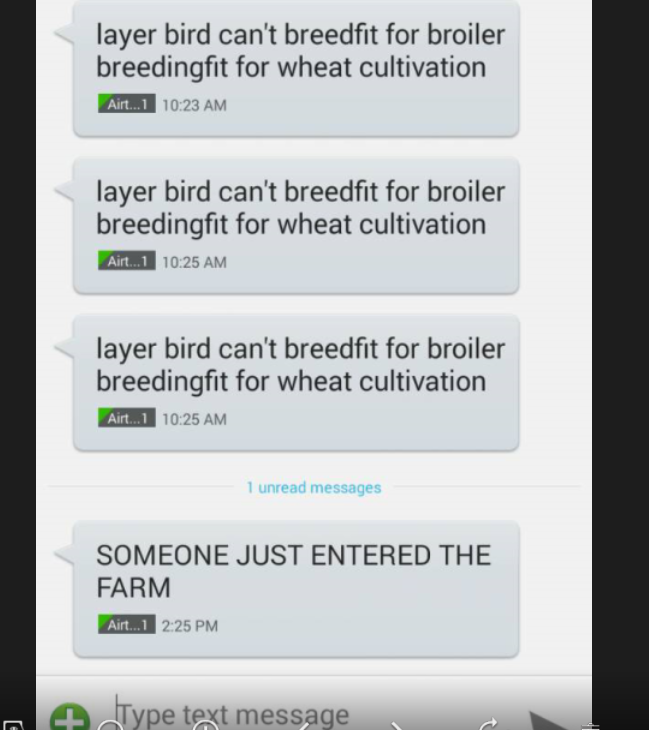 layer bird can't breedfit for broiler
breedingfit for wheat cultivation
Airt...1 10:23 AM
layer bird can't breedfit for broiler
breedingfit for wheat cultivation
Airt...1 10:25 AM
layer bird can't breedfit for broiler
breedingfit for wheat cultivation
Airt...1 10:25 AM
1 unread messages
SOMEONE JUST ENTERED THE
FARM
Airt...1 2:25 PM
Type text message